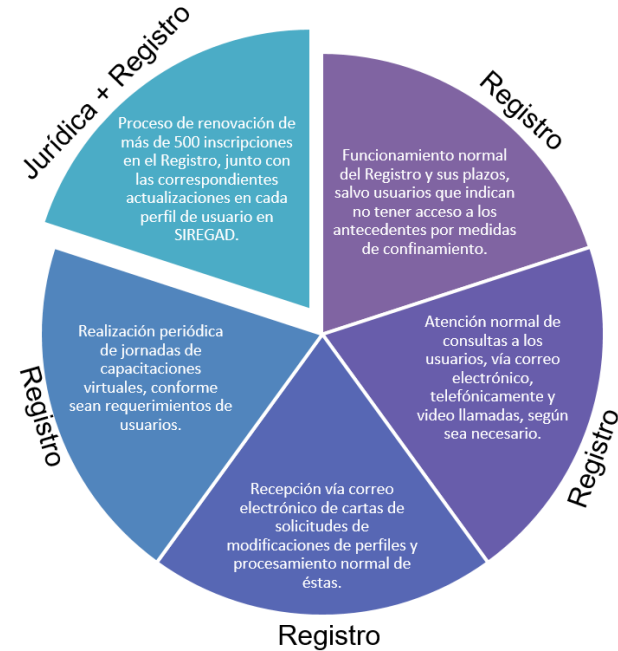 Jurídica + Registro
Proceso de renovación de
más de 500 inscripciones
en el Registro, junto con
las correspondientes
actualizaciones en cada
perfil de usuario en
SIREGAD.
Registro
Funcionamiento normal
del Registro y sus plazos,
salvo usuarios que indican
no tener acceso a los
antecedentes por medidas
de confinamiento.
Registro
Atención normal de
consultas a los
usuarios, vía correo
electrónico,
telefónicamente y
video llamadas, según
sea necesario.
Registro
Recepción vía correo
electrónico de cartas de
solicitudes de
modificaciones de perfiles y
procesamiento normal de
éstas.
Registro
Realización periódica
de jornadas de
capacitaciones
virtuales, conforme
sean requerimientos de
usuarios.